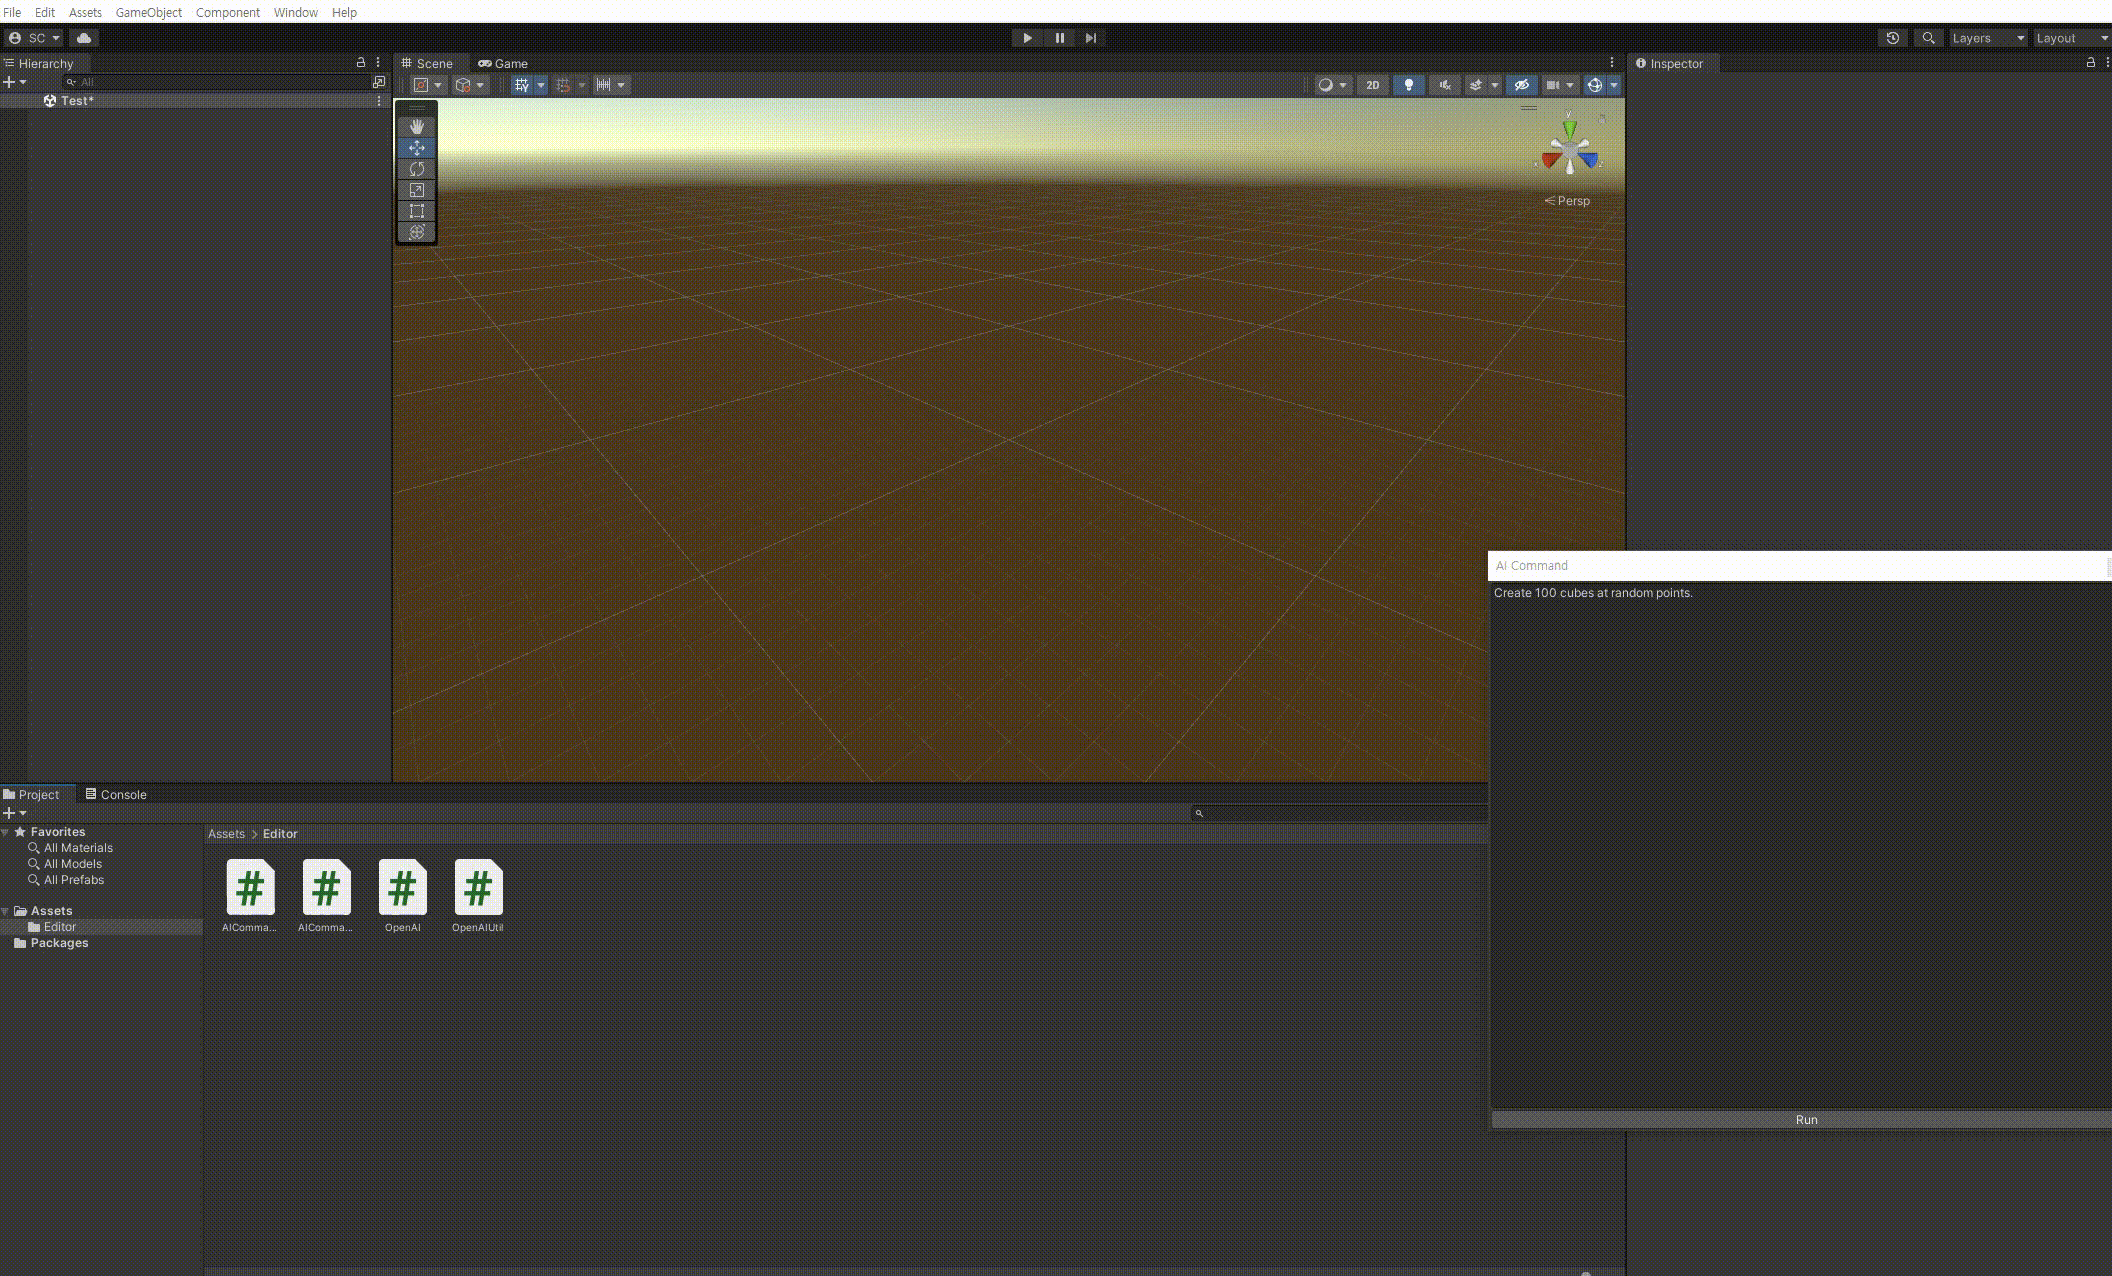 File Edit Assets GameObject Component Window Help
SC
Layers Layout
Hierarchy
All
Test*
Scene Game
2D
y
Persp
Inspector
AI Command
Create 100 cubes at random points.
Run
Project Console
Favorites
All Materials
All Models
All Prefabs
Assets
Editor
Packages
Assets > Editor
# # # #
AIComma... AIComma... OpenAI OpenAIUtil